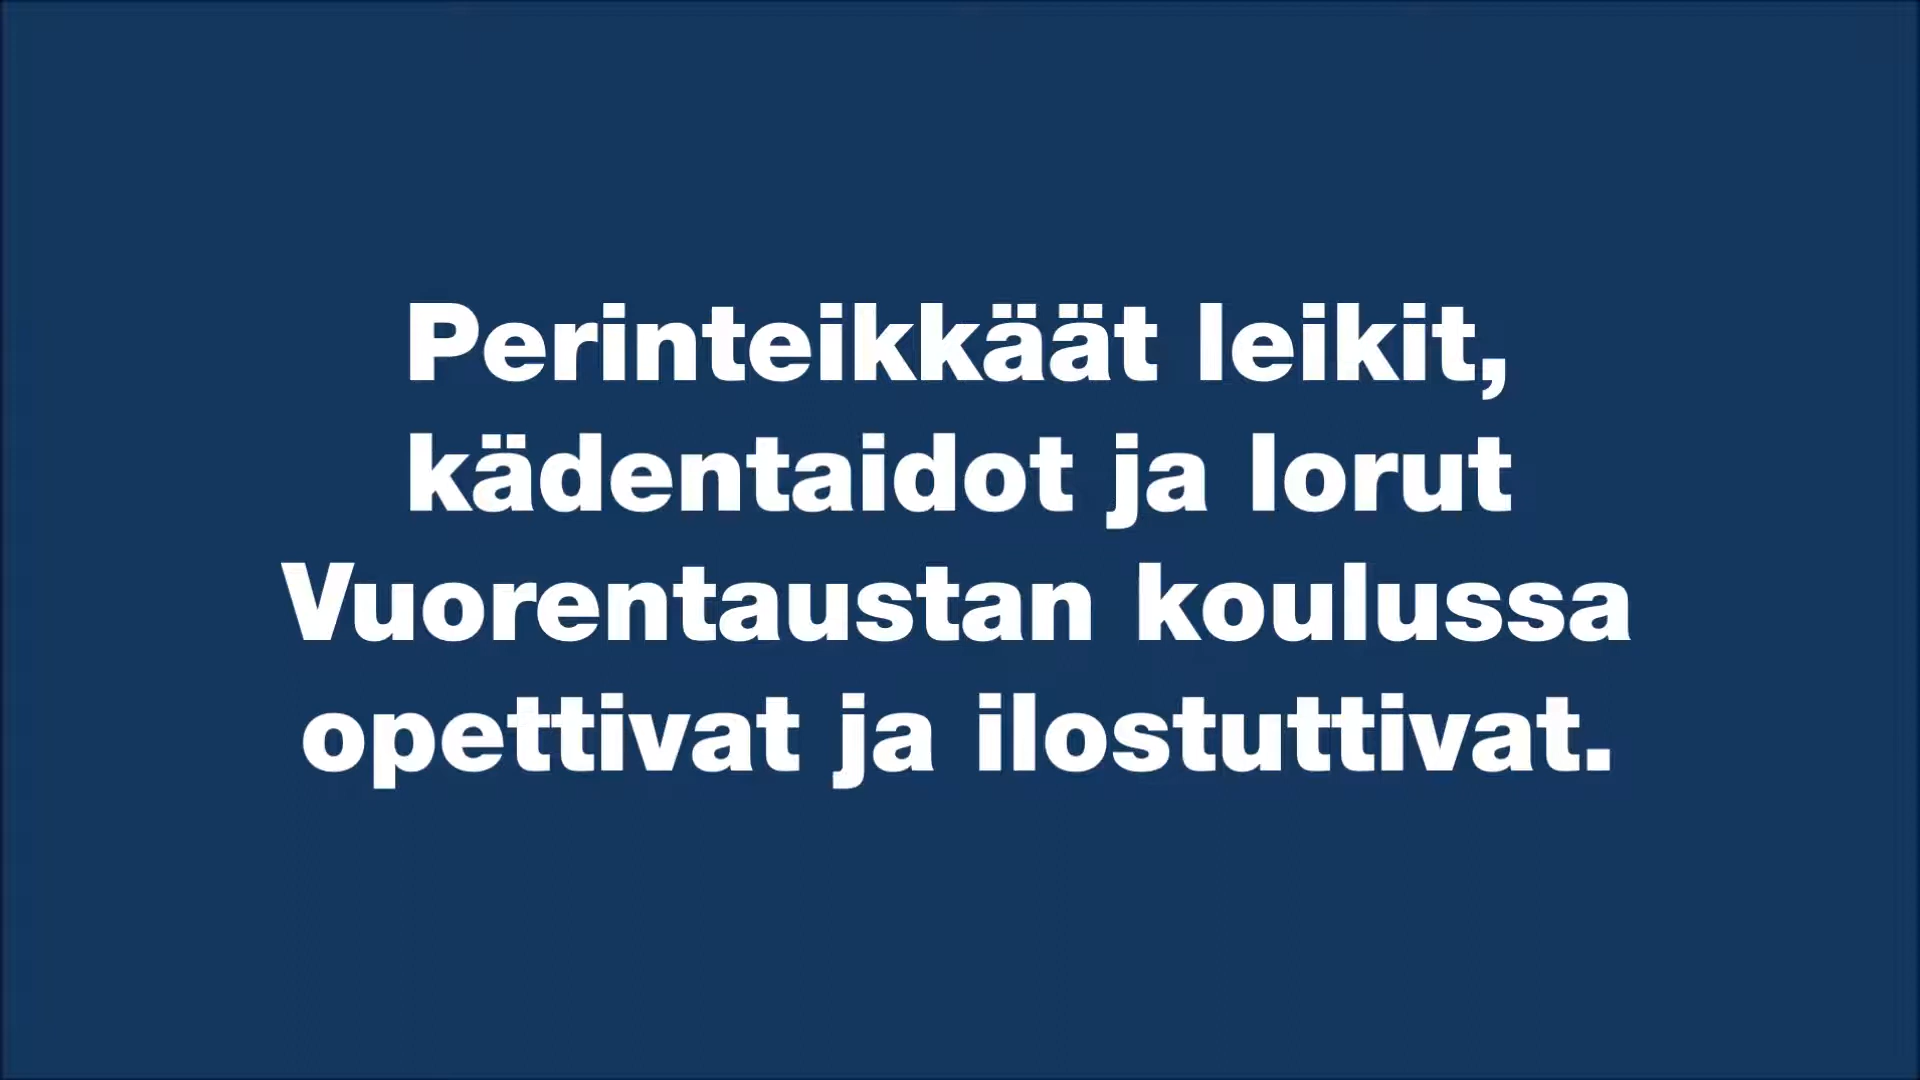 Perinteikkäät leikit,
kädentaidot ja lorut
Vuorentaustan koulussa
opettivat ja ilostuttivat.